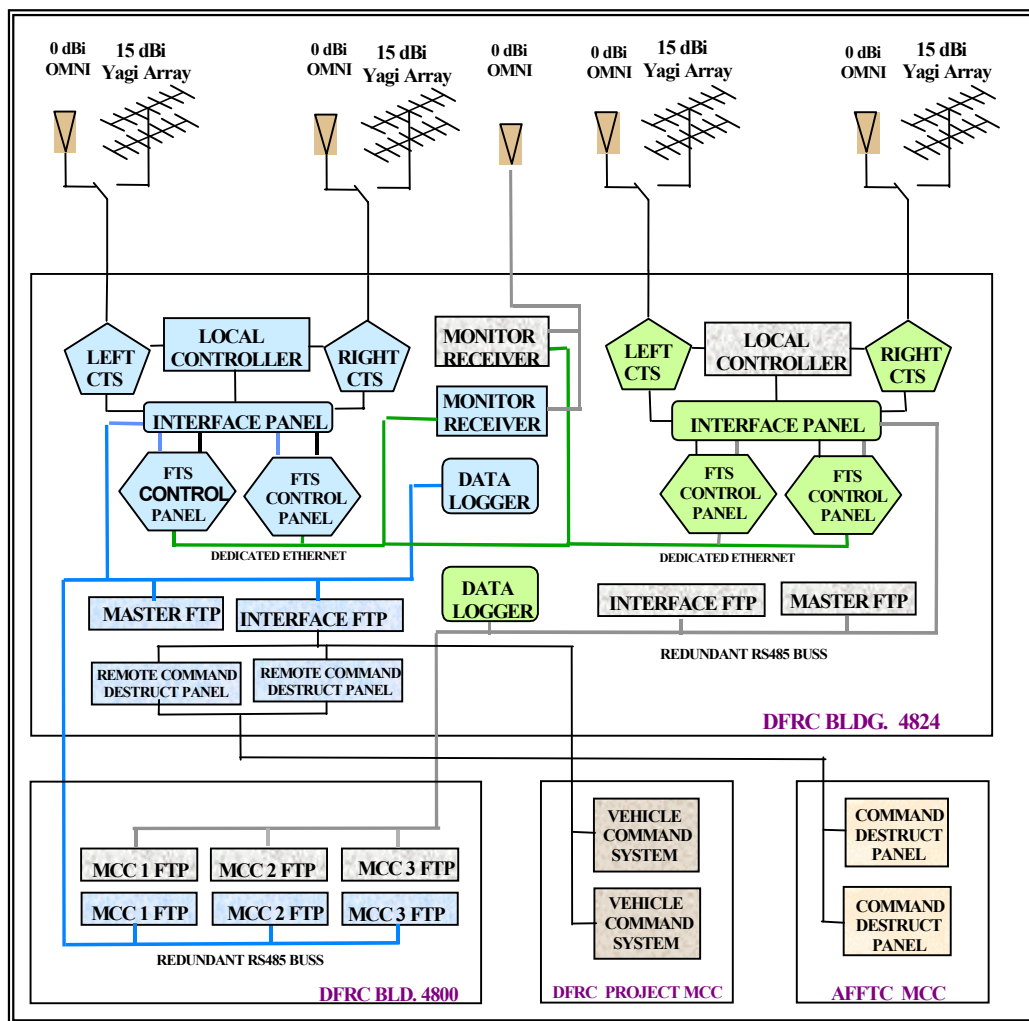 0 dBi
OMNI
15 dBi
Yagi Array
0 dBi
OMNI
15 dBi
Yagi Array
0 dBi
OMNI
0 dBi
OMNI
15 dBi
Yagi Array
0 dBi
OMNI
15 dBi
Yagi Array
LEFT
CTS
LOCAL
CONTROLLER
RIGHT
CTS
MONITOR
RECEIVER
LEFT
CTS
LOCAL
CONTROLLER
RIGHT
CTS
INTERFACE PANEL
MONITOR
RECEIVER
INTERFACE PANEL
FTS
CONTROL
PANEL
FTS
CONTROL
PANEL
DATA
LOGGER
FTS
CONTROL
PANEL
FTS
CONTROL
PANEL
DEDICATED ETHERNET
DEDICATED ETHERNET
MASTER FTP
INTERFACE FTP
DATA
LOGGER
INTERFACE FTP
MASTER FTP
REDUNDANT RS485 BUSS
REMOTE COMMAND
DESTRUCT PANEL
REMOTE COMMAND
DESTRUCT PANEL
DFRC BLDG. 4824
MCC 1 FTP
MCC 2 FTP
MCC 3 FTP
MCC 1 FTP
MCC 2 FTP
MCC 3 FTP
REDUNDANT RS485 BUSS
DFRC BLD. 4800
VEHICLE
COMMAND
SYSTEM
VEHICLE
COMMAND
SYSTEM
DFRC PROJECT MCC
COMMAND
DESTRUCT
PANEL
COMMAND
DESTRUCT
PANEL
AFFTC MCC